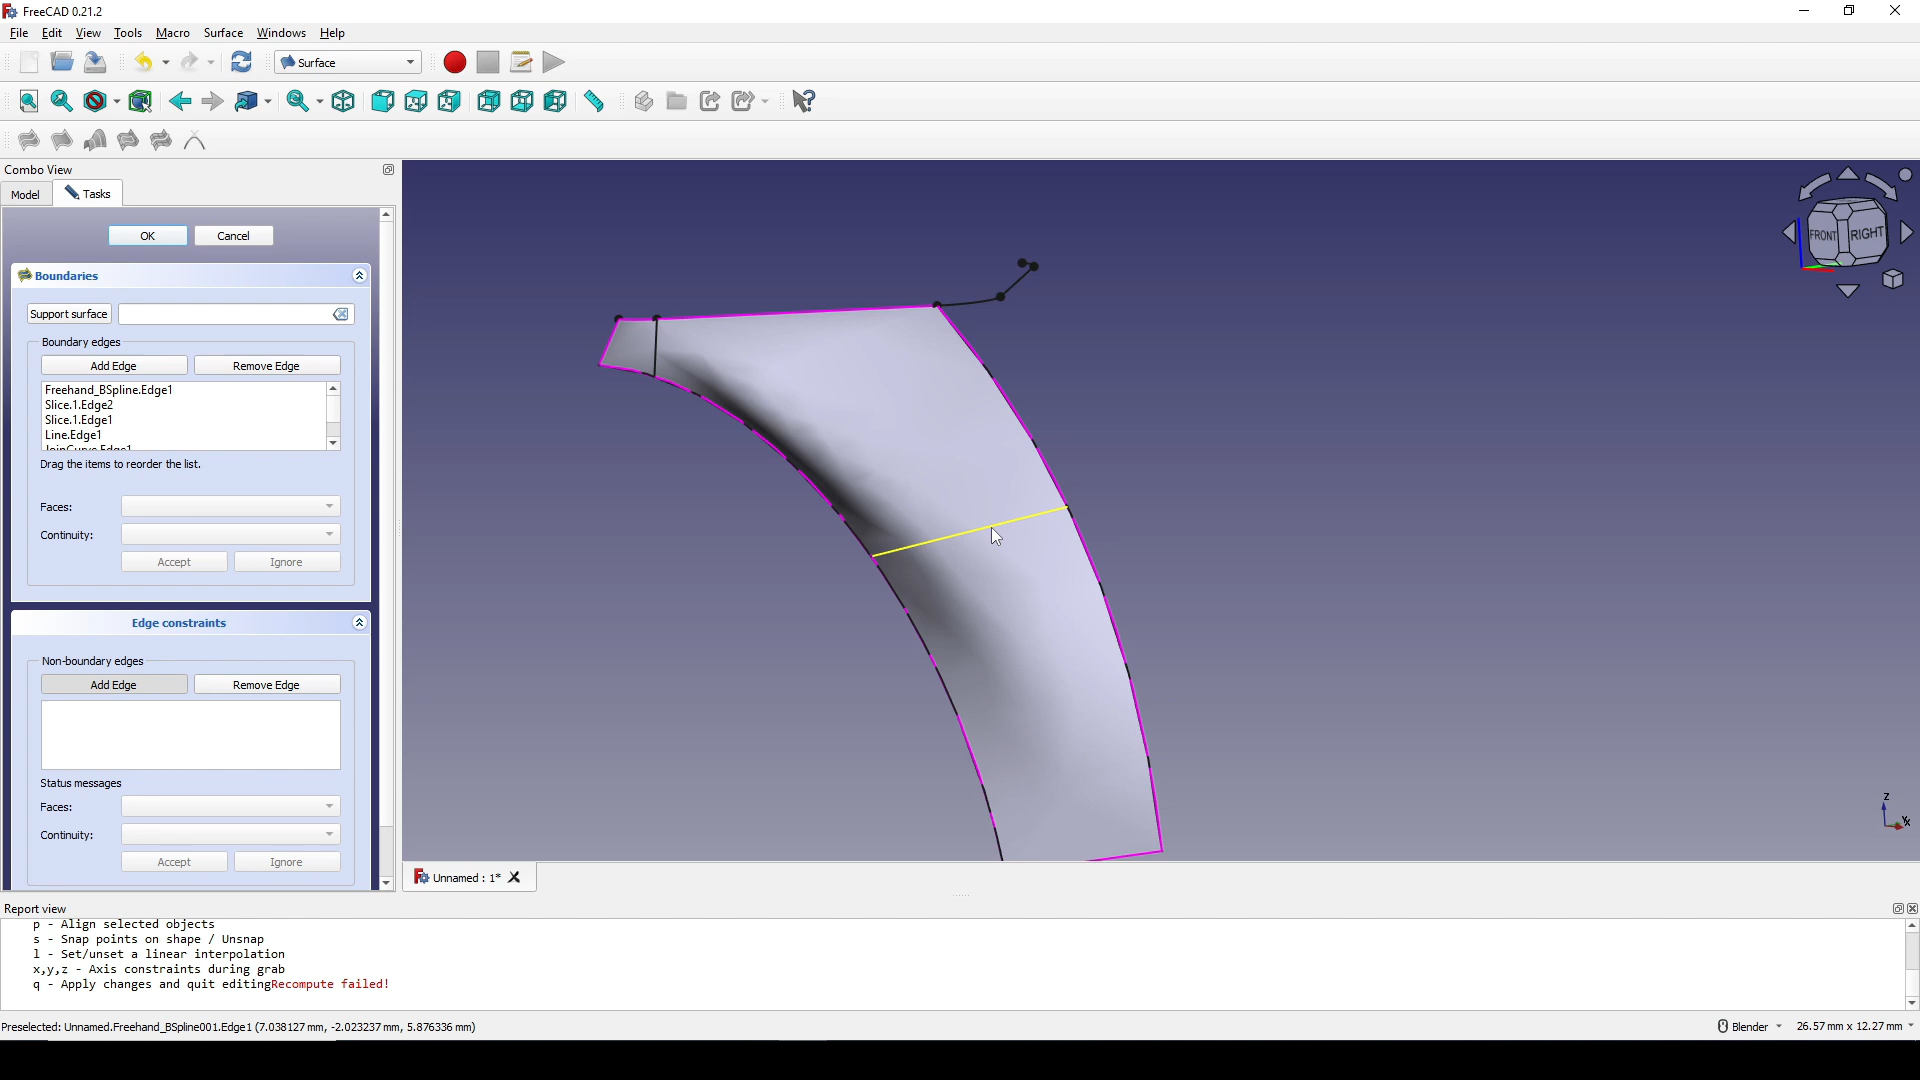 FreeCAD 0.21.2
File Edit View Tools Macro Surface Windows Help
Surface
Combo View
Model Tasks
OK Cancel
Boundaries
Support surface
Boundary edges
Add Edge Remove Edge
Freehand_BSpline.Edge1
Slice.1.Edge2
Slice.1.Edge1
Line.Edge1
JoinCurve.Edge1
Drag the items to reorder the list.
Faces:
Continuity:
Accept Ignore
Edge constraints
Non-boundary edges
Add Edge Remove Edge
Status messages
Faces:
Continuity:
Accept Ignore
FRONT RIGHT
Z
Unnamed : 1*
Report view
p - Align selected objects
s - Snap points on shape / Unsnap
l - Set/unset a linear interpolation
x,y,z - Axis constraints during grab
q - Apply changes and quit editingRecompute failed!
Preselected: Unnamed.Freehand_BSpline001.Edge1 (7.038127 mm, -2.023237 mm, 5.876336 mm)
Blender 26.57 mm x 12.27 mm